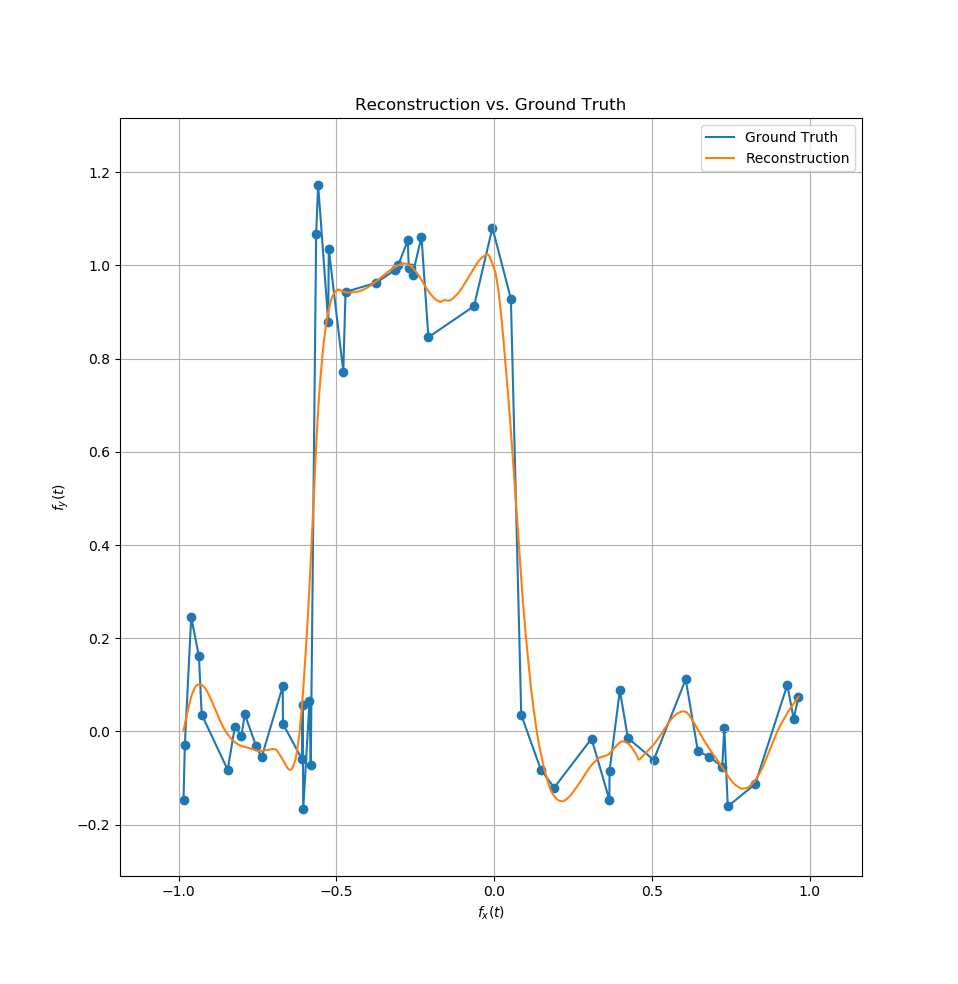 Reconstruction vs. Ground Truth
Ground Truth
Reconstruction
1.2
1.0
0.8
0.6
0.4
0.2
0.0
−0.2
f_y(t)
−1.0 −0.5 0.0 0.5 1.0
f_x(t)